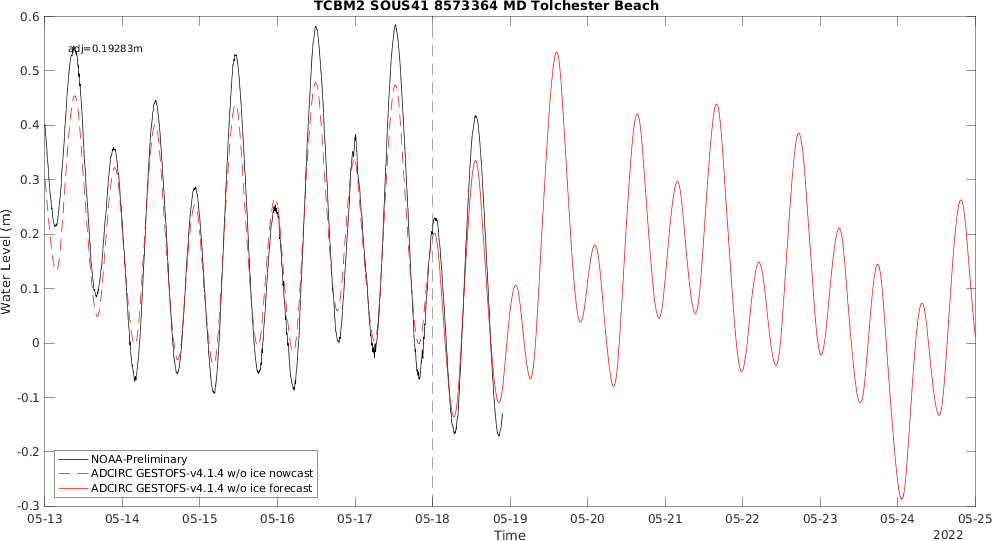 TCBM2 SOUS41 8573364 MD Tolchester Beach
adj=0.19283m
Water Level (m)
0.6
0.5
0.4
0.3
0.2
0.1
0
-0.1
-0.2
-0.3
NOAA-Preliminary
ADCIRC GESTOFS-v4.1.4 w/o ice nowcast
ADCIRC GESTOFS-v4.1.4 w/o ice forecast
05-13 05-14 05-15 05-16 05-17 05-18 05-19 05-20 05-21 05-22 05-23 05-24 05-25
Time
2022